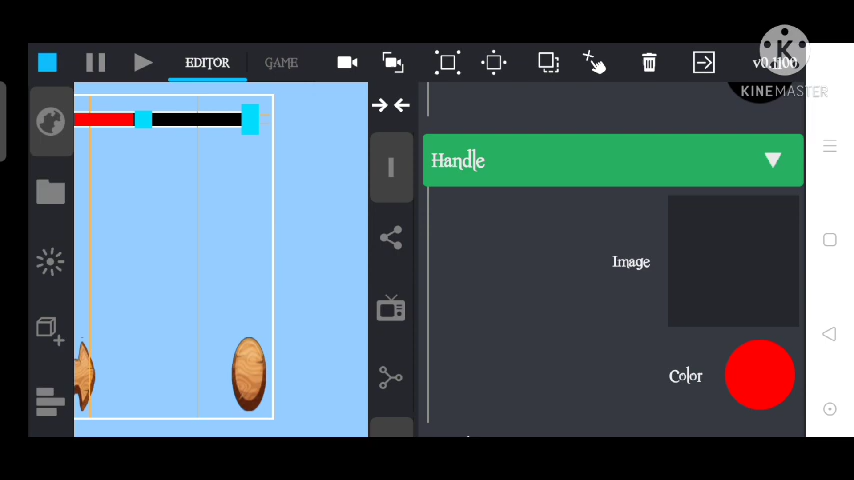 EDITOR GAME v0.1100
K
KINEMASTER
Handle
Image
Color